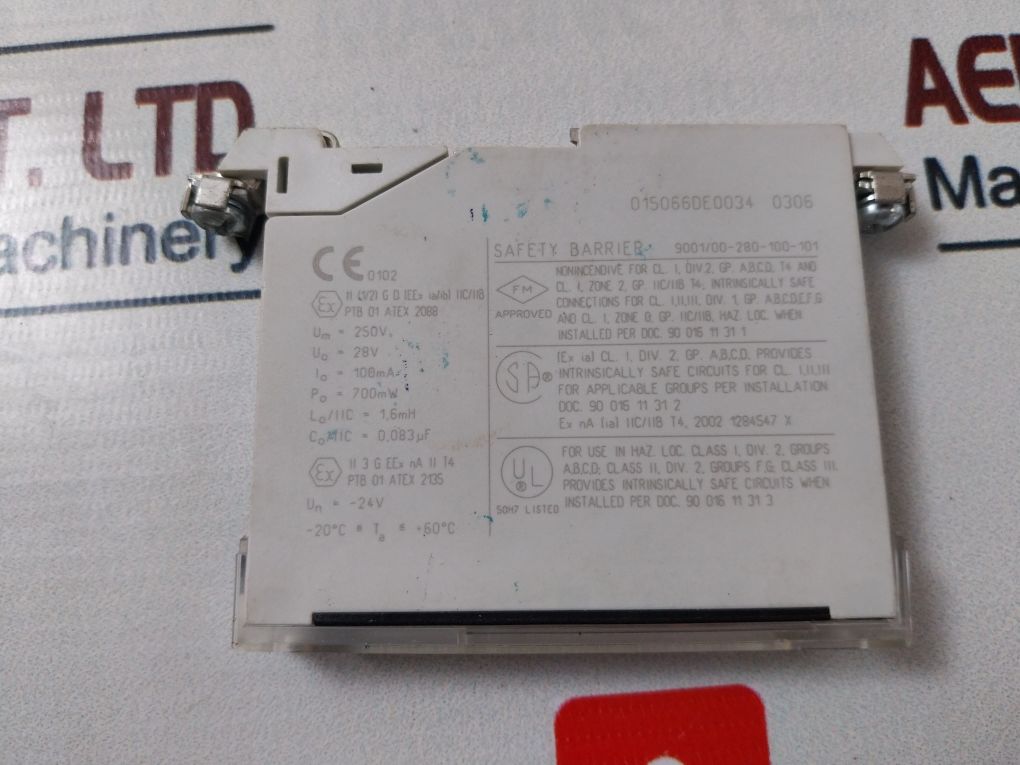 T. LTD
achinery
AE
Ma
015066DE0034 0306
CE 0102
Ex II (1/2) G D [EEx ia/ib] IIC/IIB
PTB 01 ATEX 2088
Um = 250V
Uo = 28V
Io = 100mA
Po = 700mW
Lo/IIC = 1,6mH
Co/IIC = 0,083µF
Ex II 3 G EEx nA II T4
PTB 01 ATEX 2135
Un = -24V
-20°C ≤ Ta ≤ +60°C
SAFETY BARRIER 9001/00-280-100-101
FM
APPROVED
NONINCENDIVE FOR CL. I, DIV.2, GP. A,B,C,D, T4 AND
CL. I, ZONE 2, GP. IIC/IIB T4, INTRINSICALLY SAFE
CONNECTIONS FOR CL. I,II,III, DIV. 1, GP. A,B,C,D,E,F,G
AND CL. I, ZONE 0, GP. IIC/IIB, HAZ. LOC. WHEN
INSTALLED PER DOC. 90 016 11 31 1
SA®
[Ex ia] CL. I, DIV. 2, GP. A,B,C,D, PROVIDES
INTRINSICALLY SAFE CIRCUITS FOR CL. I,II,III
FOR APPLICABLE GROUPS PER INSTALLATION
DOC. 90 016 11 31 2
Ex nA [ia] IIC/IIB T4, 2002 1284547 X
UL®
50H7 LISTED
FOR USE IN HAZ. LOC. CLASS I, DIV. 2, GROUPS
A,B,C,D; CLASS II, DIV. 2, GROUPS F,G; CLASS III.
PROVIDES INTRINSICALLY SAFE CIRCUITS WHEN
INSTALLED PER DOC. 90 016 11 31 3